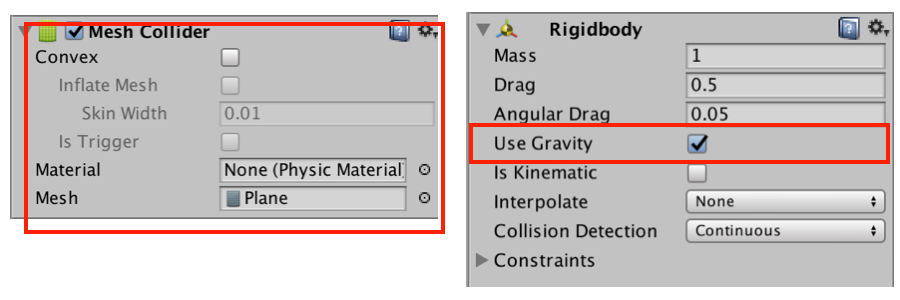 Mesh Collider
Convex
Inflate Mesh
Skin Width 0.01
Is Trigger
Material None (Physic Material)
Mesh Plane
Rigidbody
Mass 1
Drag 0.5
Angular Drag 0.05
Use Gravity
Is Kinematic
Interpolate None
Collision Detection Continuous
Constraints